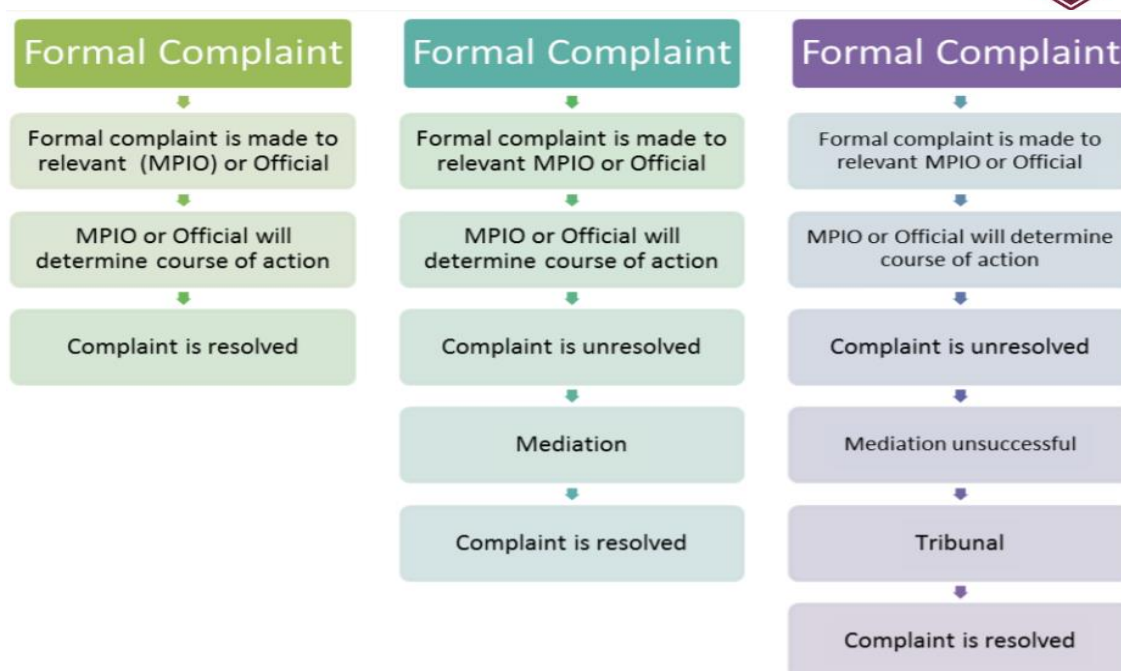 Formal Complaint
Formal complaint is made to
relevant (MPIO) or Official
MPIO or Official will
determine course of action
Complaint is resolved
Formal Complaint
Formal complaint is made to
relevant MPIO or Official
MPIO or Official will
determine course of action
Complaint is unresolved
Mediation
Complaint is resolved
Formal Complaint
Formal complaint is made to
relevant MPIO or Official
MPIO or Official will determine
course of action
Complaint is unresolved
Mediation unsuccessful
Tribunal
Complaint is resolved